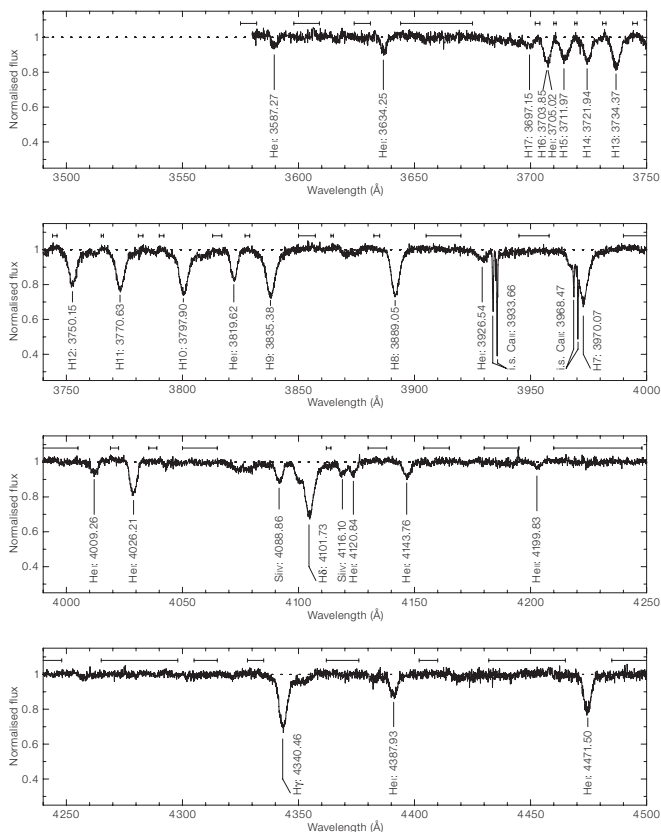 Normalised flux
1
0.8
0.6
0.4
HeI: 3587.27
HeI: 3634.25
H17: 3697.15
H16: 3703.85
HeI: 3705.02
H15: 3711.97
H14: 3721.94
H13: 3734.37
3500
3550
3600
3650
3700
3750
Wavelength (Å)
Normalised flux
1
0.8
0.6
0.4
H12: 3750.15
H11: 3770.63
H10: 3797.90
HeI: 3819.62
H9: 3835.38
H8: 3889.05
HeI: 3926.54
i.s. CaII: 3933.66
i.s. CaII: 3968.47
H7: 3970.07
3750
3800
3850
3900
3950
4000
Wavelength (Å)
Normalised flux
1
0.8
0.6
0.4
HeI: 4009.26
HeI: 4026.21
SiIV: 4088.86
Hδ: 4101.73
SiIV: 4116.10
HeI: 4120.84
HeI: 4143.76
HeII: 4199.83
4000
4050
4100
4150
4200
4250
Wavelength (Å)
Normalised flux
1
0.8
0.6
0.4
Hγ: 4340.46
HeI: 4387.93
HeI: 4471.50
4250
4300
4350
4400
4450
4500
Wavelength (Å)